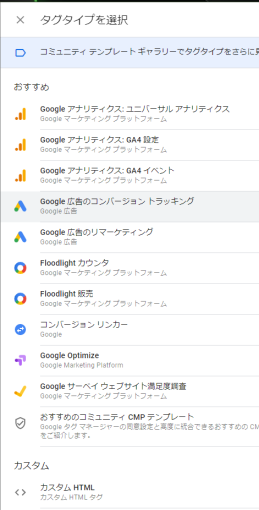 タグタイプを選択
コミュニティ テンプレート ギャラリーでタグタイプをさらに
おすすめ
Google アナリティクス: ユニバーサル アナリティクス
Google マーケティング プラットフォーム
Google アナリティクス: GA4 設定
Google マーケティング プラットフォーム
Google アナリティクス: GA4 イベント
Google マーケティング プラットフォーム
Google 広告のコンバージョン トラッキング
Google 広告
Google 広告のリマーケティング
Google 広告
Floodlight カウンタ
Google マーケティング プラットフォーム
Floodlight 販売
Google マーケティング プラットフォーム
コンバージョン リンカー
Google
Google Optimize
Google Marketing Platform
Google サーベイ ウェブサイト満足度調査
Google マーケティング プラットフォーム
おすすめのコミュニティ CMP テンプレート
Google タグ マネージャーの同意設定と高度に統合できるおすすめの CM
をご紹介します。
カスタム
カスタム HTML
カスタム HTML タグ